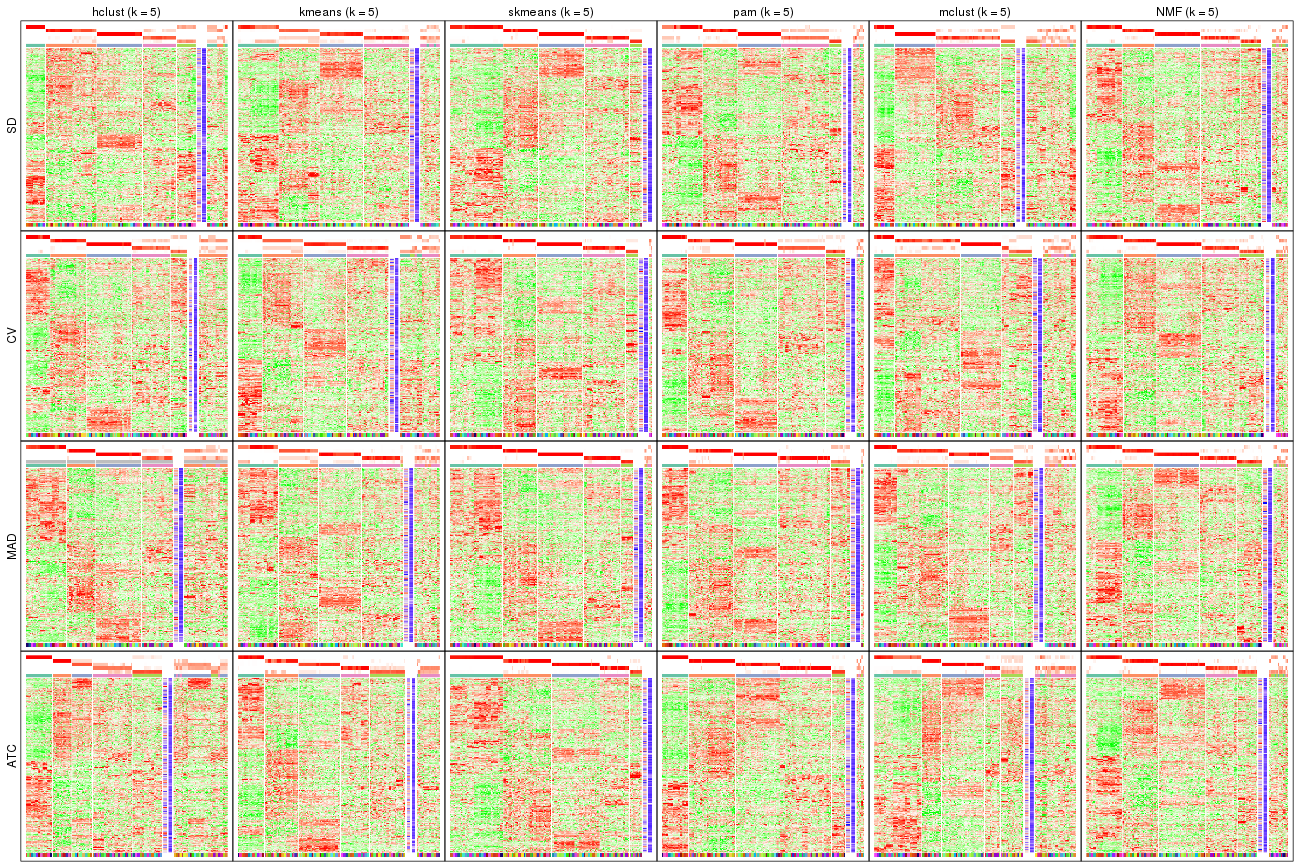 hclust (k = 5) kmeans (k = 5) skmeans (k = 5) pam (k = 5) mclust (k = 5) NMF (k = 5)
SD
CV
MAD
ATC